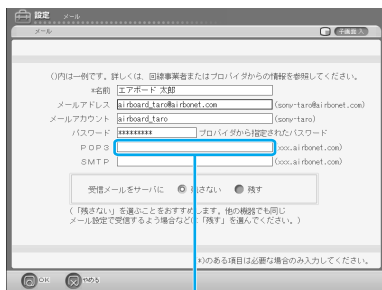 設定 メール
メール 子画面入
()内は一例です。詳しくは、回線事業者またはプロバイダからの情報を参照してください。
*名前 エアボード 太郎
メールアドレス airboard_taro@airbonet.com (sony-taro@airbonet.com)
メールアカウント airboard_taro (sony-taro)
パスワード ********* プロバイダから指定されたパスワード
POP3 (xxx.airbonet.com)
SMTP (xxx.airbonet.com)
受信メールをサーバに 残さない 残す
(「残さない」を選ぶことをおすすめします。他の機器でも同じ
メール設定で受信するような場合などに「残す」を選んでください。)
*)のある項目は必要な場合のみ入力してください。
OK やめる